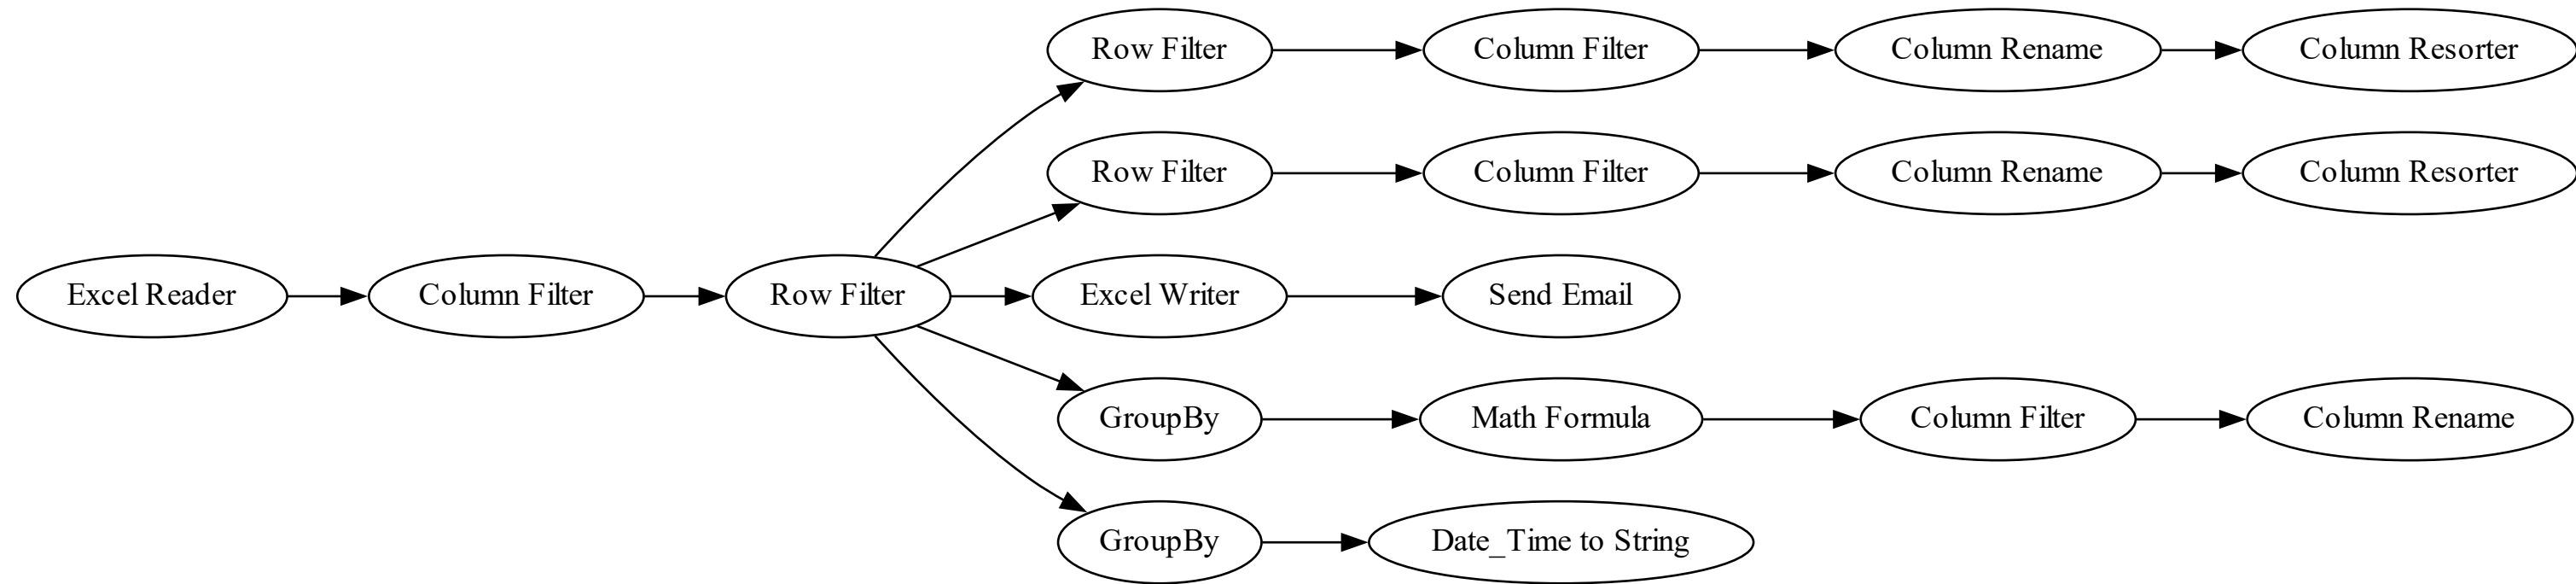 Row Filter
Column Filter
Column Rename
Column Resorter
Row Filter
Column Filter
Column Rename
Column Resorter
Excel Reader
Column Filter
Row Filter
Excel Writer
Send Email
GroupBy
Math Formula
Column Filter
Column Rename
GroupBy
Date_Time to String